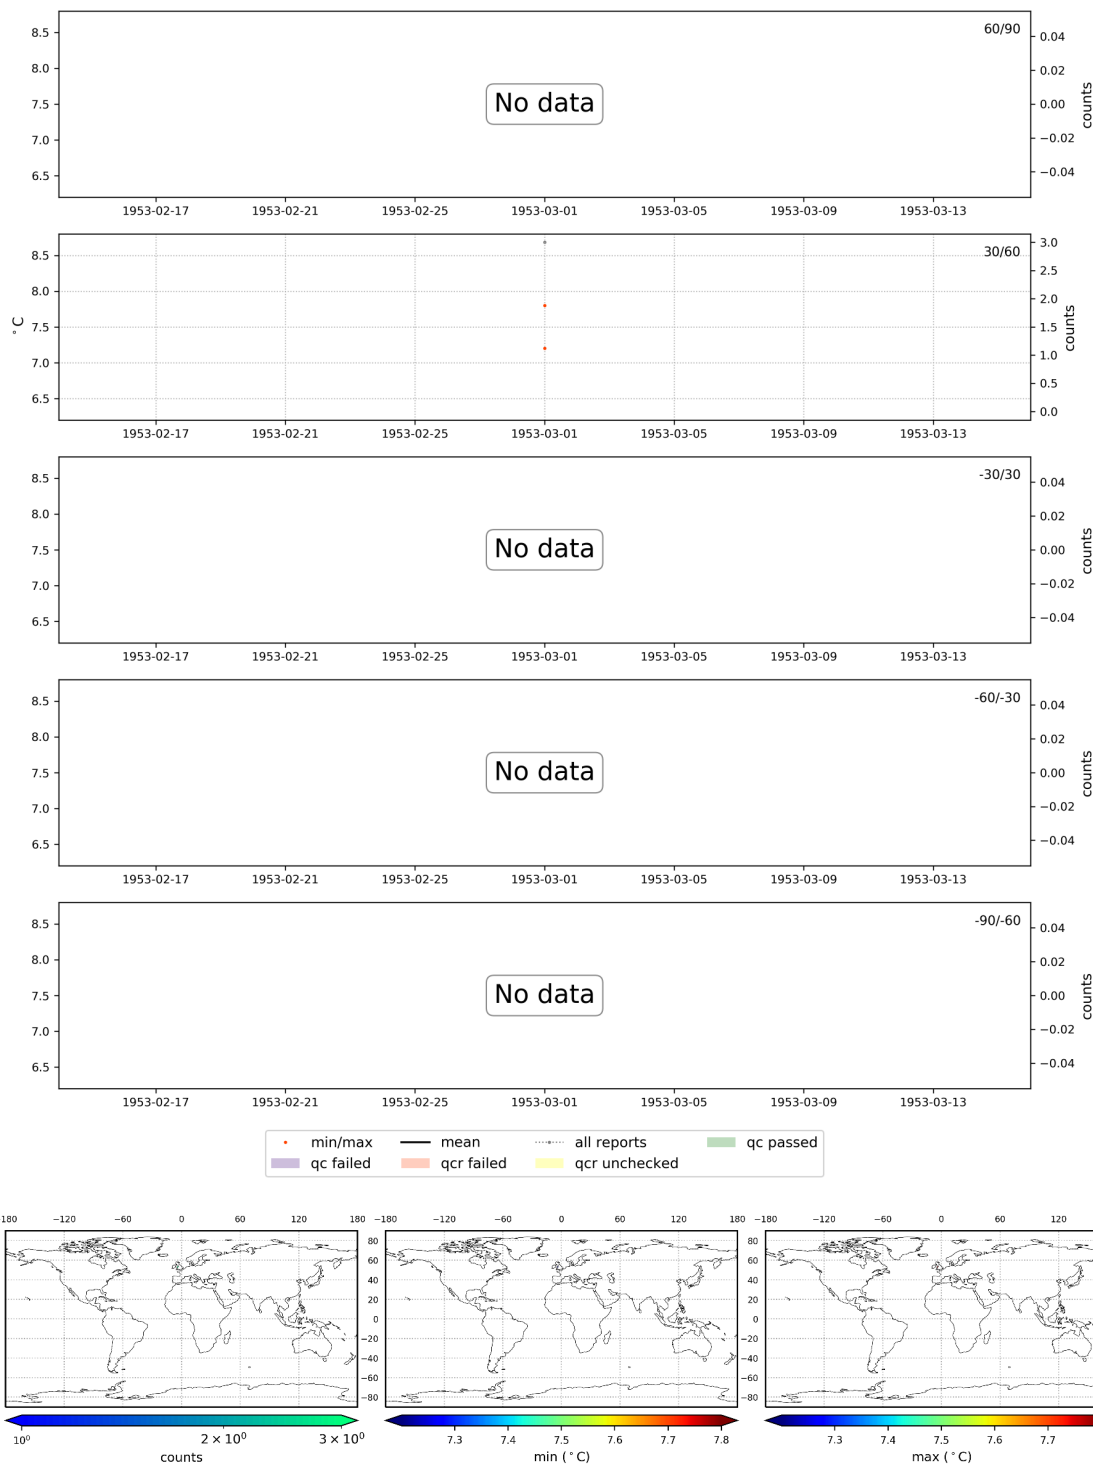 60/90
8.5
8.0
7.5
7.0
6.5
No data
0.04
0.02
0.00
−0.02
−0.04
counts
1953-02-17 1953-02-21 1953-02-25 1953-03-01 1953-03-05 1953-03-09 1953-03-13
30/60
°C
8.5
8.0
7.5
7.0
6.5
3.0
2.5
2.0
1.5
1.0
0.5
0.0
counts
1953-02-17 1953-02-21 1953-02-25 1953-03-01 1953-03-05 1953-03-09 1953-03-13
-30/30
8.5
8.0
7.5
7.0
6.5
No data
0.04
0.02
0.00
−0.02
−0.04
counts
1953-02-17 1953-02-21 1953-02-25 1953-03-01 1953-03-05 1953-03-09 1953-03-13
-60/-30
8.5
8.0
7.5
7.0
6.5
No data
0.04
0.02
0.00
−0.02
−0.04
counts
1953-02-17 1953-02-21 1953-02-25 1953-03-01 1953-03-05 1953-03-09 1953-03-13
-90/-60
8.5
8.0
7.5
7.0
6.5
No data
0.04
0.02
0.00
−0.02
−0.04
counts
1953-02-17 1953-02-21 1953-02-25 1953-03-01 1953-03-05 1953-03-09 1953-03-13
min/max mean all reports qc passed
qc failed qcr failed qcr unchecked
180 −120 −60 0 60 120 180
10⁰ 2 × 10⁰ 3 × 10⁰
counts
−180 −120 −60 0 60 120 180
80
60
40
20
0
−20
−40
−60
−80
7.3 7.4 7.5 7.6 7.7 7.8
min (°C)
−180 −120 −60 0 60 120
80
60
40
20
0
−20
−40
−60
−80
7.3 7.4 7.5 7.6 7.7
max (°C)